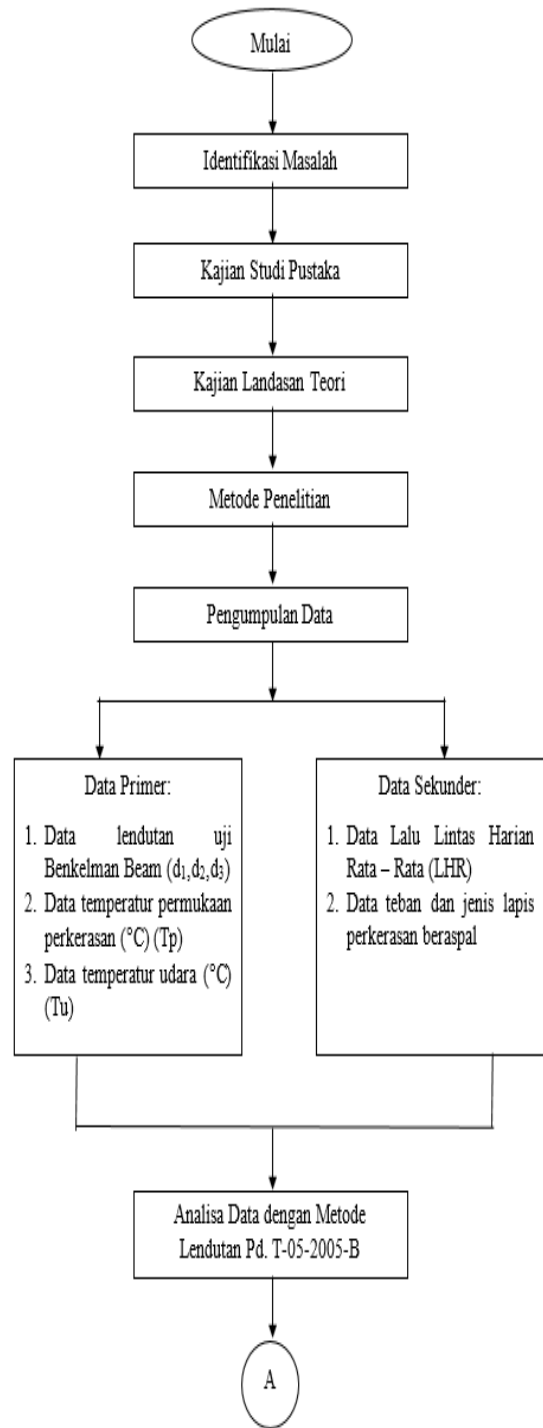 Mulai
Identifikasi Masalah
Kajian Studi Pustaka
Kajian Landasan Teori
Metode Penelitian
Pengumpulan Data
Data Primer:
1. Data lendutan uji
Benkelman Beam (d₁,d₂,d₃)
2. Data temperatur permukaan
perkerasan (°C) (Tp)
3. Data temperatur udara (°C)
(Tu)
Data Sekunder:
1. Data Lalu Lintas Harian
Rata – Rata (LHR)
2. Data teban dan jenis lapis
perkerasan beraspal
Analisa Data dengan Metode
Lendutan Pd. T-05-2005-B
A